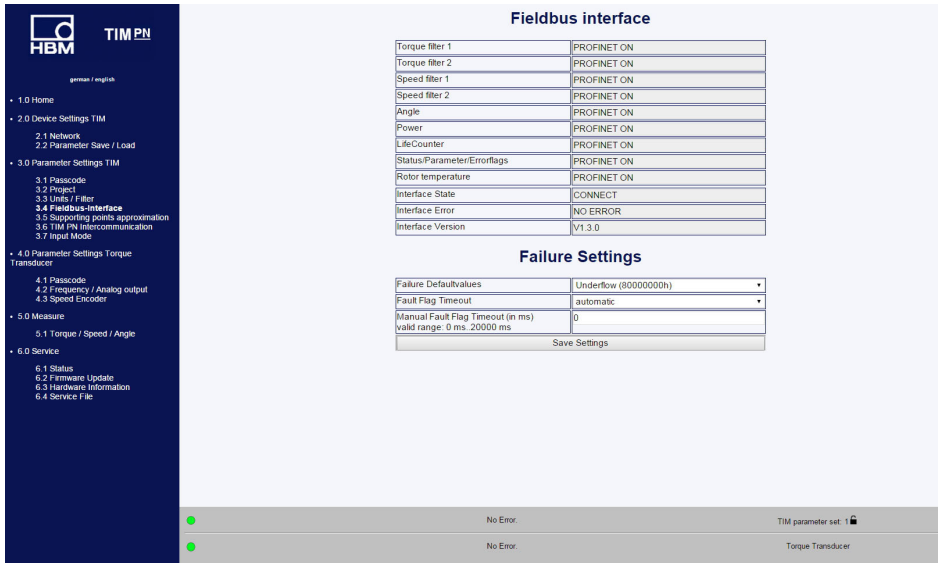 HBM
TIM PN
german / english
• 1.0 Home
• 2.0 Device Settings TIM
2.1 Network
2.2 Parameter Save / Load
• 3.0 Parameter Settings TIM
3.1 Passcode
3.2 Project
3.3 Units / Filter
3.4 Fieldbus-Interface
3.5 Supporting points approximation
3.6 TIM PN Intercommunication
3.7 Input Mode
• 4.0 Parameter Settings Torque
Transducer
4.1 Passcode
4.2 Frequency / Analog output
4.3 Speed Encoder
• 5.0 Measure
5.1 Torque / Speed / Angle
• 6.0 Service
6.1 Status
6.2 Firmware Update
6.3 Hardware Information
6.4 Service File
Fieldbus interface
Torque filter 1 PROFINET ON
Torque filter 2 PROFINET ON
Speed filter 1 PROFINET ON
Speed filter 2 PROFINET ON
Angle PROFINET ON
Power PROFINET ON
LifeCounter PROFINET ON
Status/Parameter/Errorflags PROFINET ON
Rotor temperature PROFINET ON
Interface State CONNECT
Interface Error NO ERROR
Interface Version V1.3.0
Failure Settings
Failure Defaultvalues Underflow (80000000h)
Fault Flag Timeout automatic
Manual Fault Flag Timeout (in ms) 0
valid range: 0 ms..20000 ms
Save Settings
No Error. TIM parameter set: 1
No Error. Torque Transducer